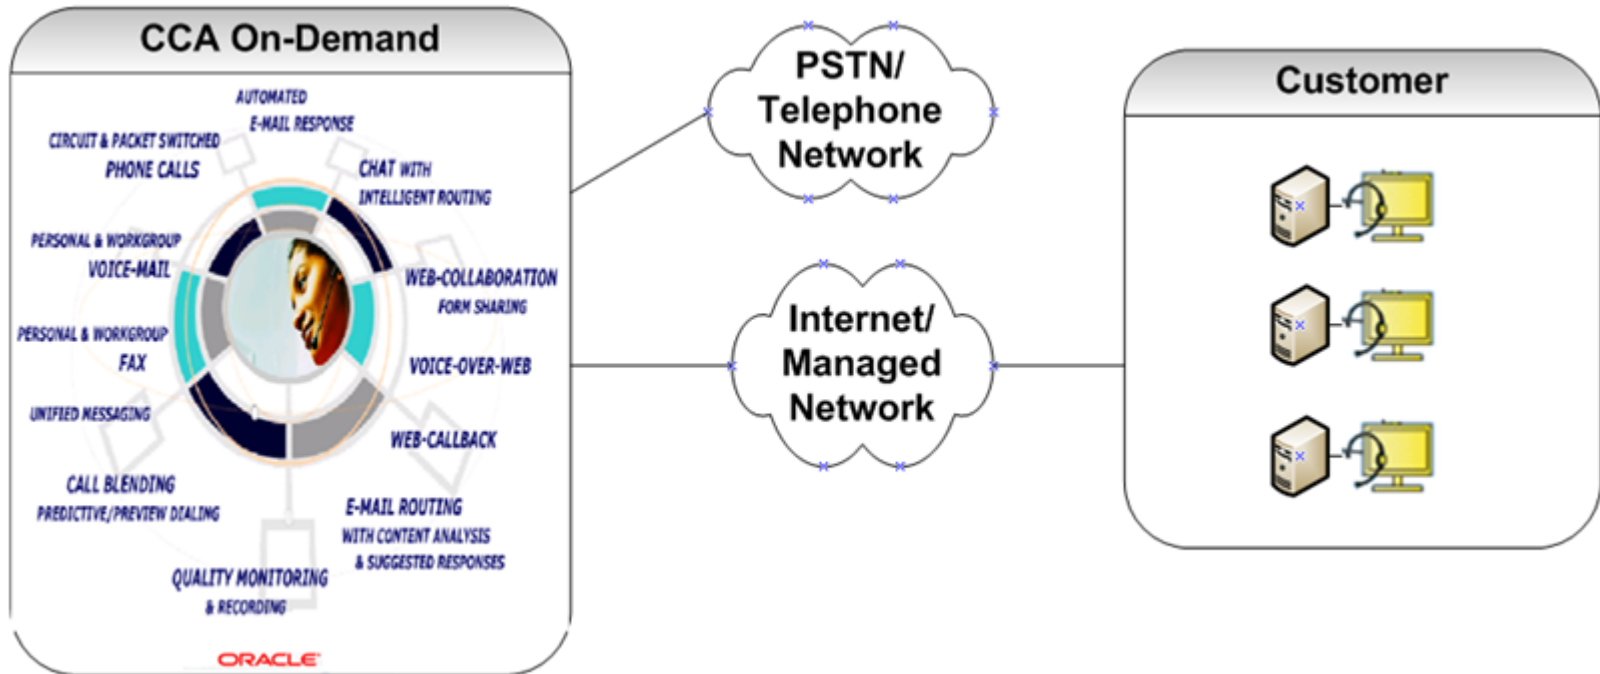 CCA On-Demand
AUTOMATED
E-MAIL RESPONSE
CIRCUIT & PACKET SWITCHED
PHONE CALLS
CHAT WITH
INTELLIGENT ROUTING
PERSONAL & WORKGROUP
VOICE-MAIL
WEB-COLLABORATION
FORM SHARING
PERSONAL & WORKGROUP
FAX
VOICE-OVER-WEB
UNIFIED MESSAGING
WEB-CALLBACK
CALL BLENDING
PREDICTIVE/PREVIEW DIALING
E-MAIL ROUTING
WITH CONTENT ANALYSIS
& SUGGESTED RESPONSES
QUALITY MONITORING
& RECORDING
ORACLE
PSTN/
Telephone
Network
Internet/
Managed
Network
Customer